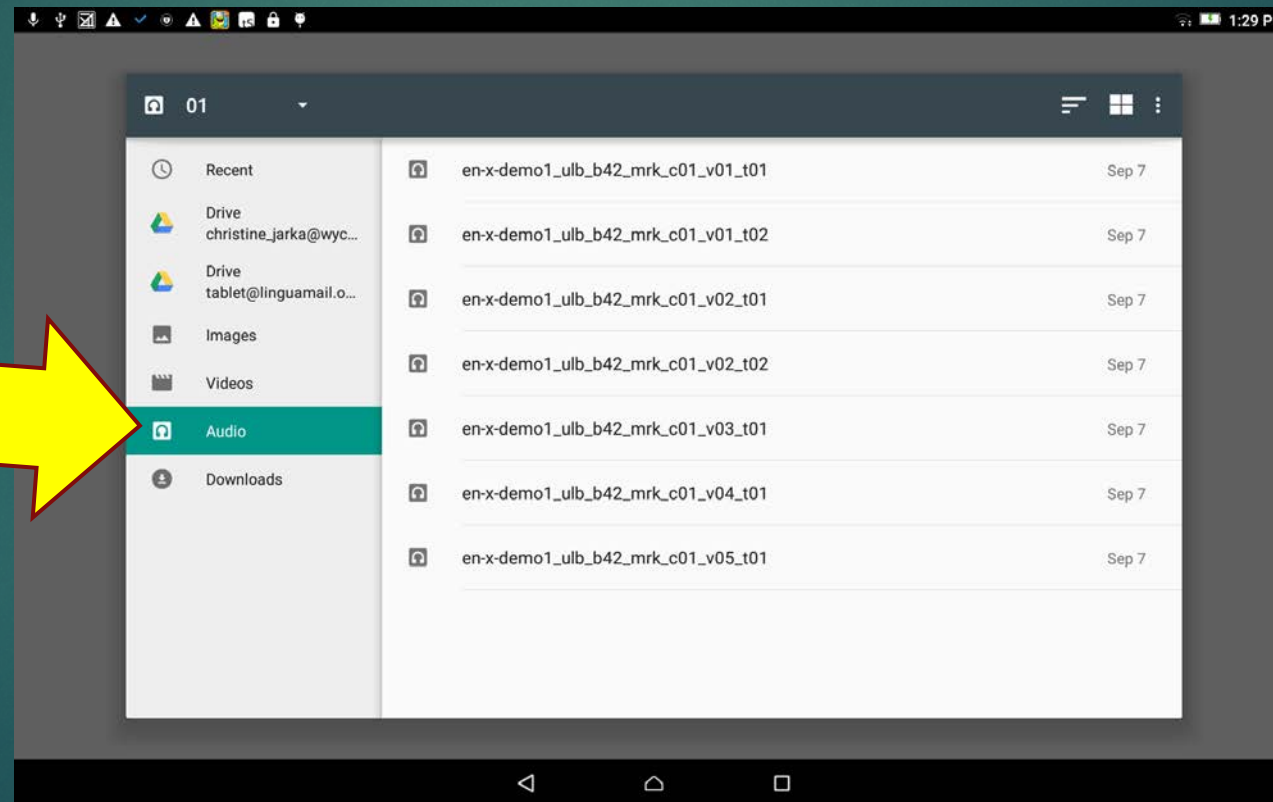 1:29 P
01
Recent
Drive
christine_jarka@wyc...
Drive
tablet@linguamail.o...
Images
Videos
Audio
Downloads
en-x-demo1_ulb_b42_mrk_c01_v01_t01 Sep 7
en-x-demo1_ulb_b42_mrk_c01_v01_t02 Sep 7
en-x-demo1_ulb_b42_mrk_c01_v02_t01 Sep 7
en-x-demo1_ulb_b42_mrk_c01_v02_t02 Sep 7
en-x-demo1_ulb_b42_mrk_c01_v03_t01 Sep 7
en-x-demo1_ulb_b42_mrk_c01_v04_t01 Sep 7
en-x-demo1_ulb_b42_mrk_c01_v05_t01 Sep 7